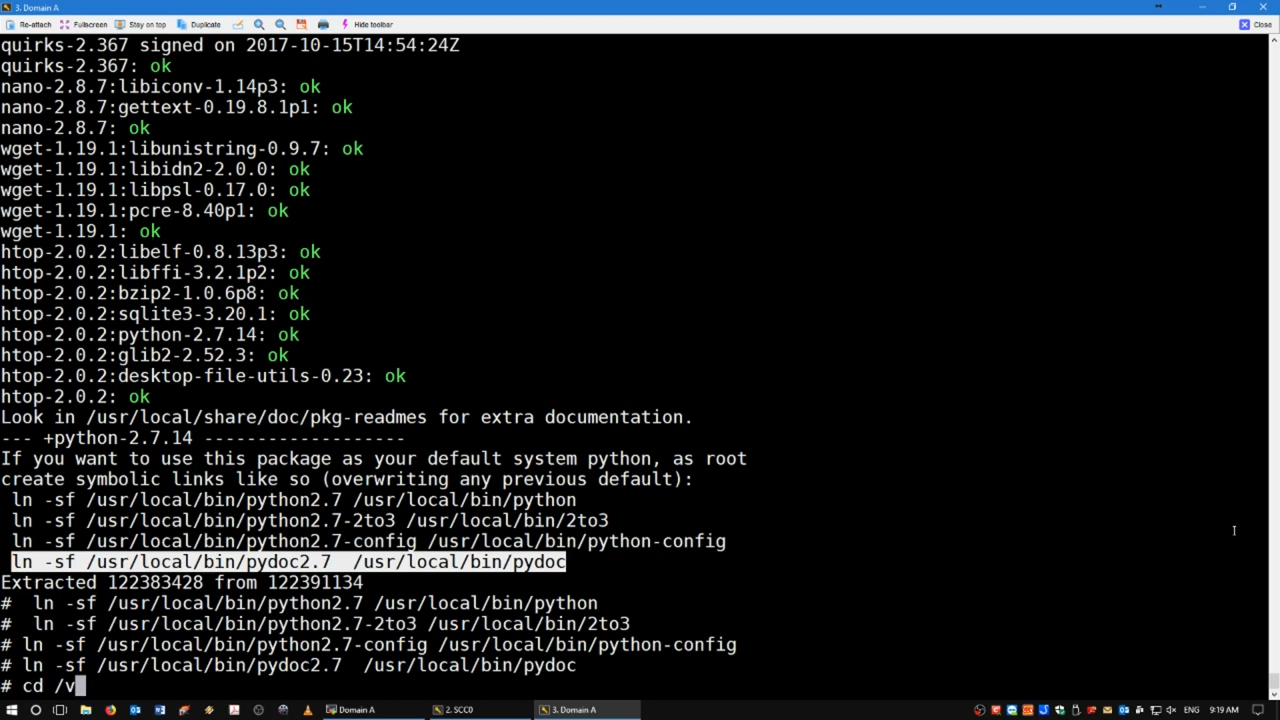 3. Domain A
Re-attach Fullscreen Stay on top Duplicate Hide toolbar Close
quirks-2.367 signed on 2017-10-15T14:54:24Z
quirks-2.367: ok
nano-2.8.7:libiconv-1.14p3: ok
nano-2.8.7:gettext-0.19.8.1p1: ok
nano-2.8.7: ok
wget-1.19.1:libunistring-0.9.7: ok
wget-1.19.1:libidn2-2.0.0: ok
wget-1.19.1:libpsl-0.17.0: ok
wget-1.19.1:pcre-8.40p1: ok
wget-1.19.1: ok
htop-2.0.2:libelf-0.8.13p3: ok
htop-2.0.2:libffi-3.2.1p2: ok
htop-2.0.2:bzip2-1.0.6p8: ok
htop-2.0.2:sqlite3-3.20.1: ok
htop-2.0.2:python-2.7.14: ok
htop-2.0.2:glib2-2.52.3: ok
htop-2.0.2:desktop-file-utils-0.23: ok
htop-2.0.2: ok
Look in /usr/local/share/doc/pkg-readmes for extra documentation.
--- +python-2.7.14 -------------------
If you want to use this package as your default system python, as root
create symbolic links like so (overwriting any previous default):
ln -sf /usr/local/bin/python2.7 /usr/local/bin/python
ln -sf /usr/local/bin/python2.7-2to3 /usr/local/bin/2to3
ln -sf /usr/local/bin/python2.7-config /usr/local/bin/python-config
ln -sf /usr/local/bin/pydoc2.7  /usr/local/bin/pydoc
Extracted 122383428 from 122391134
#  ln -sf /usr/local/bin/python2.7 /usr/local/bin/python
#  ln -sf /usr/local/bin/python2.7-2to3 /usr/local/bin/2to3
# ln -sf /usr/local/bin/python2.7-config /usr/local/bin/python-config
# ln -sf /usr/local/bin/pydoc2.7  /usr/local/bin/pydoc
# cd /v
Domain A 2. SCC0 3. Domain A ENG 9:19 AM